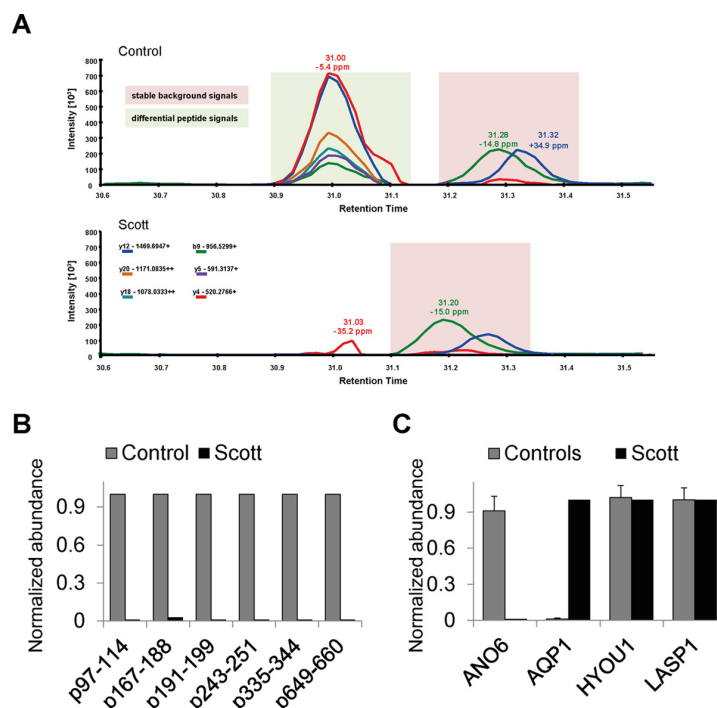 A
Control
31.00
-5.4 ppm
800
700
600
500
400
300
200
100
0
Intensity [10³]
stable background signals
differential peptide signals
31.28
-14.8 ppm
31.32
+34.9 ppm
30.6 30.7 30.8 30.9 31.0 31.1 31.2 31.3 31.4 31.5
Retention Time
Scott
800
700
600
500
400
300
200
100
0
Intensity [10³]
y12 - 1469.6947+ b9 - 956.5299+
y20 - 1171.0835++ y5 - 591.3137+
y18 - 1078.0333++ y4 - 520.2766+
31.03
-35.2 ppm
31.20
-15.0 ppm
30.6 30.7 30.8 30.9 31.0 31.1 31.2 31.3 31.4 31.5
Retention Time
B
Control Scott
Normalized abundance
0.9
0.6
0.3
0
p97-114 p167-188 p191-199 p243-251 p335-344 p649-660
C
Controls Scott
Normalized abundance
0.9
0.6
0.3
0
ANO6 AQP1 HYOU1 LASP1